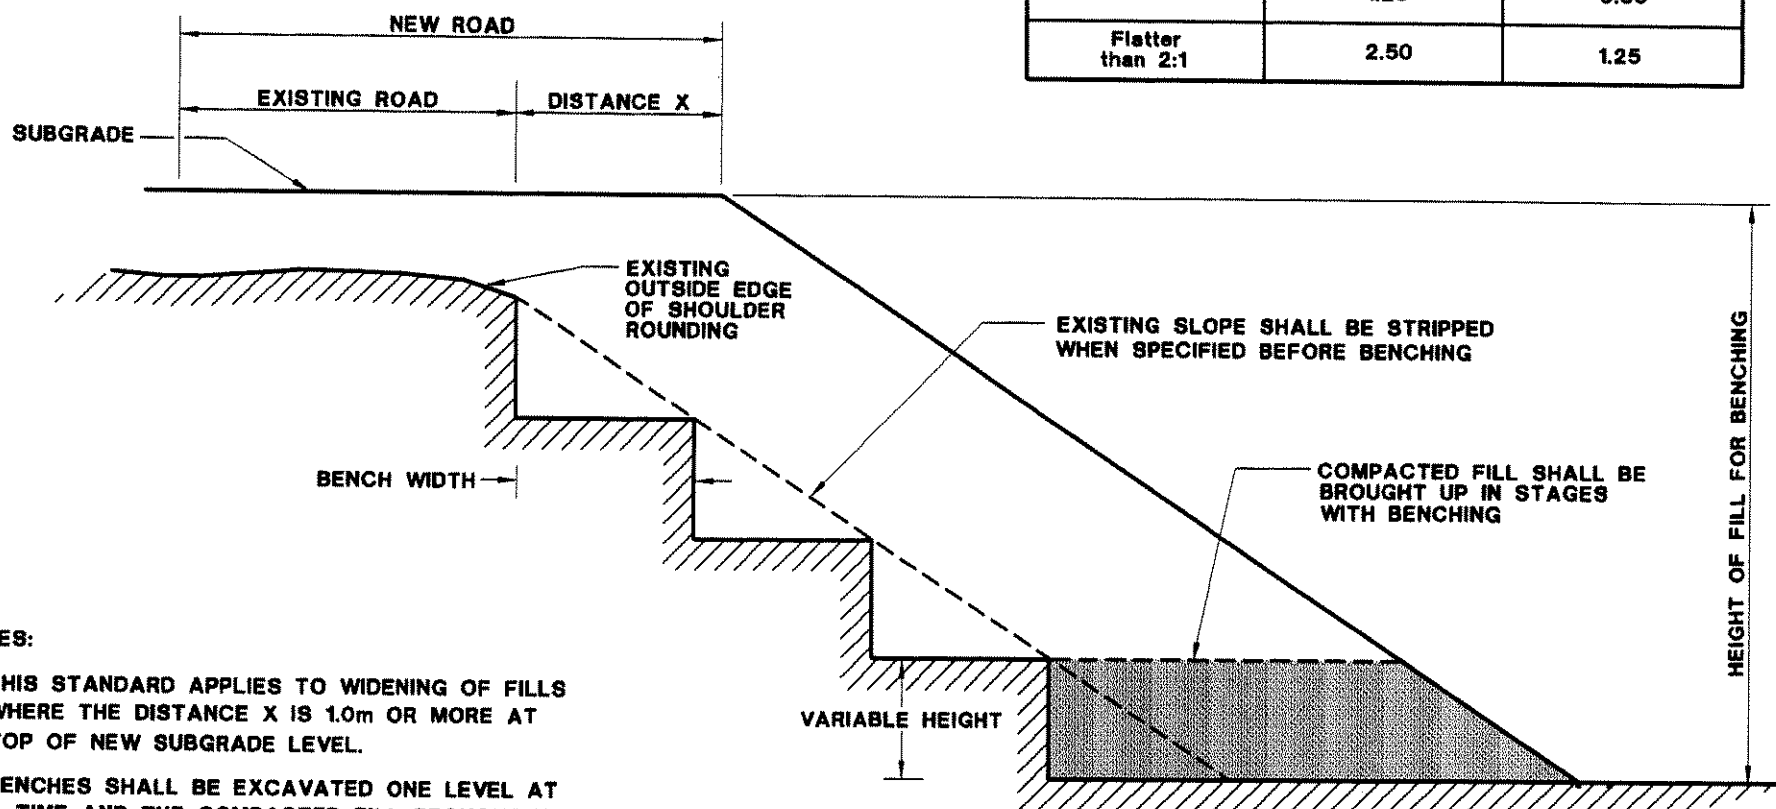 NEW ROAD
Flatter
than 2:1
2.50
1.25
EXISTING ROAD
DISTANCE X
SUBGRADE
EXISTING
OUTSIDE EDGE
OF SHOULDER
ROUNDING
EXISTING SLOPE SHALL BE STRIPPED
WHEN SPECIFIED BEFORE BENCHING
BENCH WIDTH
COMPACTED FILL SHALL BE
BROUGHT UP IN STAGES
WITH BENCHING
HEIGHT OF FILL FOR BENCHING
VARIABLE HEIGHT
ES:
HIS STANDARD APPLIES TO WIDENING OF FILLS
WHERE THE DISTANCE X IS 1.0m OR MORE AT
TOP OF NEW SUBGRADE LEVEL.
ENCHES SHALL BE EXCAVATED ONE LEVEL AT